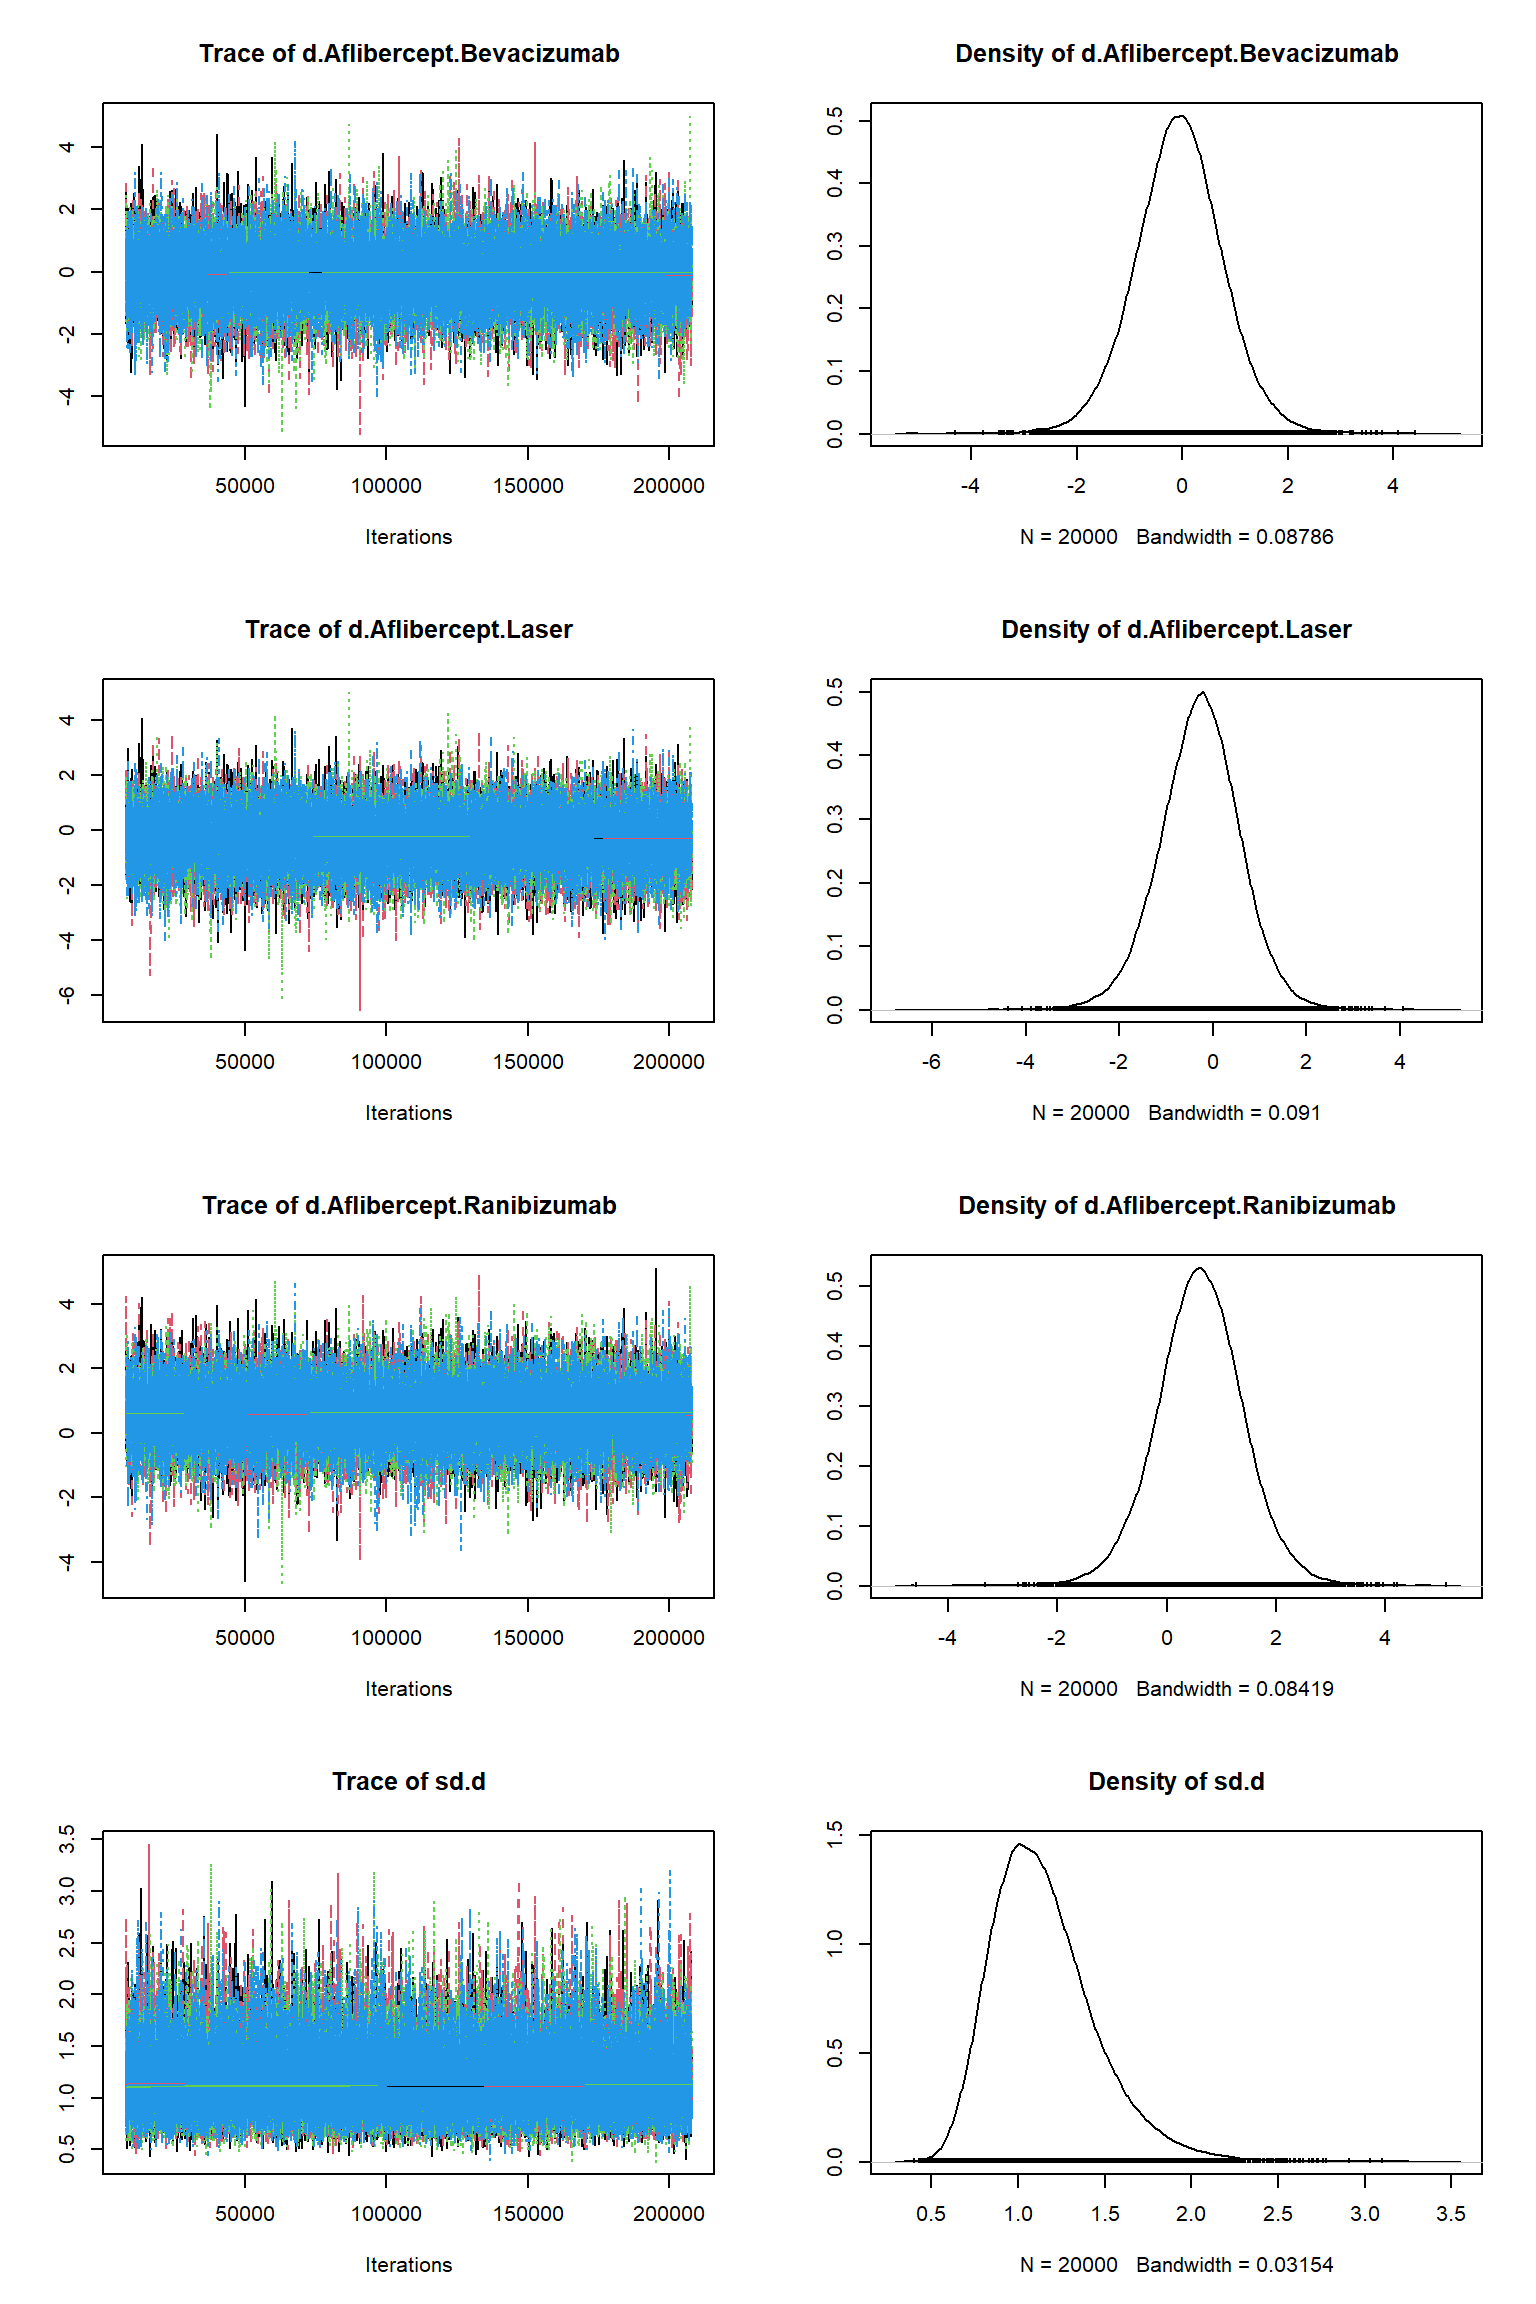 Trace of d.Aflibercept.Bevacizumab
4
2
0
-2
-4
50000 100000 150000 200000
Iterations
Density of d.Aflibercept.Bevacizumab
0.5
0.4
0.3
0.2
0.1
0.0
-4 -2 0 2 4
N = 20000 Bandwidth = 0.08786
Trace of d.Aflibercept.Laser
4
2
0
-2
-4
-6
50000 100000 150000 200000
Iterations
Density of d.Aflibercept.Laser
0.5
0.4
0.3
0.2
0.1
0.0
-6 -4 -2 0 2 4
N = 20000 Bandwidth = 0.091
Trace of d.Aflibercept.Ranibizumab
4
2
0
-2
-4
50000 100000 150000 200000
Iterations
Density of d.Aflibercept.Ranibizumab
0.5
0.4
0.3
0.2
0.1
0.0
-4 -2 0 2 4
N = 20000 Bandwidth = 0.08419
Trace of sd.d
3.5
3.0
2.5
2.0
1.5
1.0
0.5
50000 100000 150000 200000
Iterations
Density of sd.d
1.5
1.0
0.5
0.0
0.5 1.0 1.5 2.0 2.5 3.0 3.5
N = 20000 Bandwidth = 0.03154